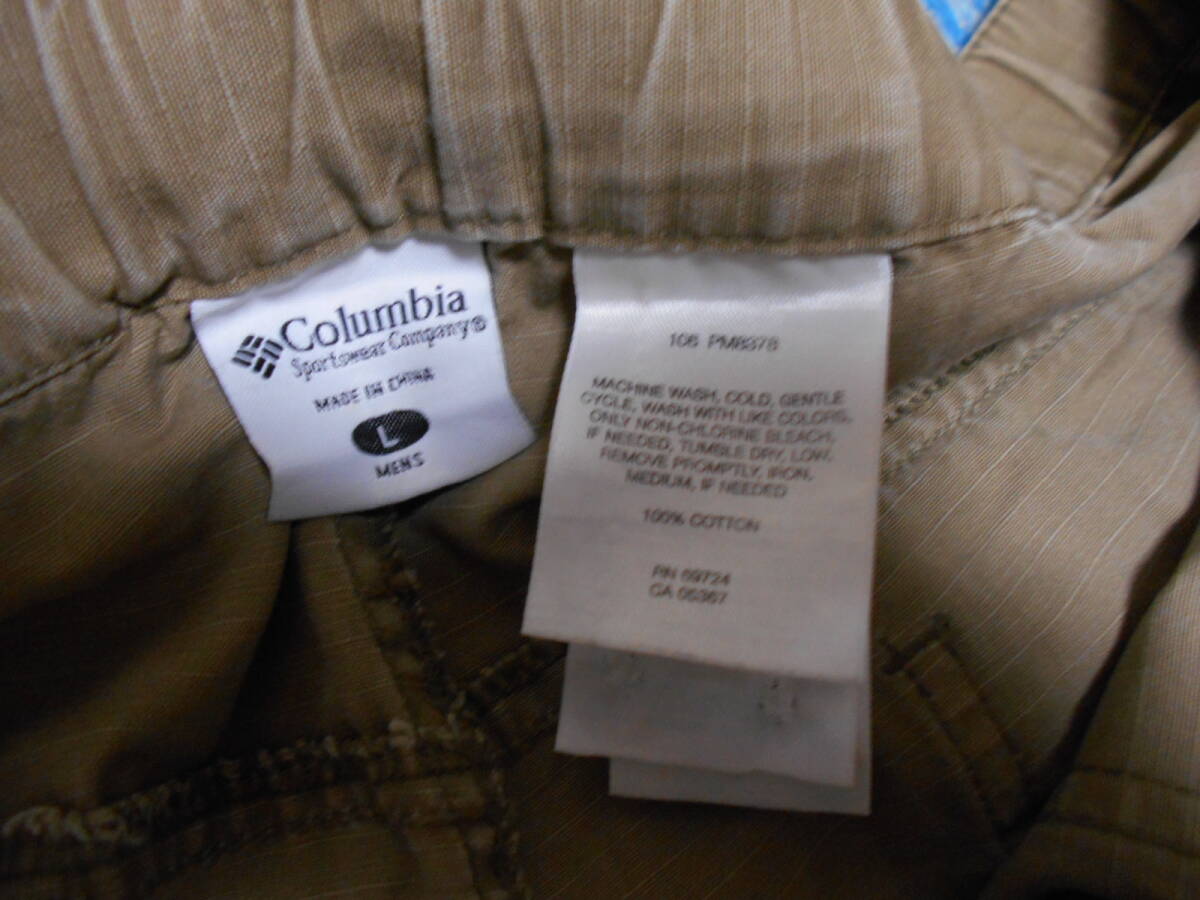 Columbia
Sportswear Company®
MADE IN CHINA
L
MENS
106 PM8378
MACHINE WASH, COLD, GENTLE
CYCLE, WASH WITH LIKE COLORS,
ONLY NON-CHLORINE BLEACH,
IF NEEDED, TUMBLE DRY, LOW,
REMOVE PROMPTLY, IRON,
MEDIUM, IF NEEDED
100% COTTON
RN 69724
CA 05367